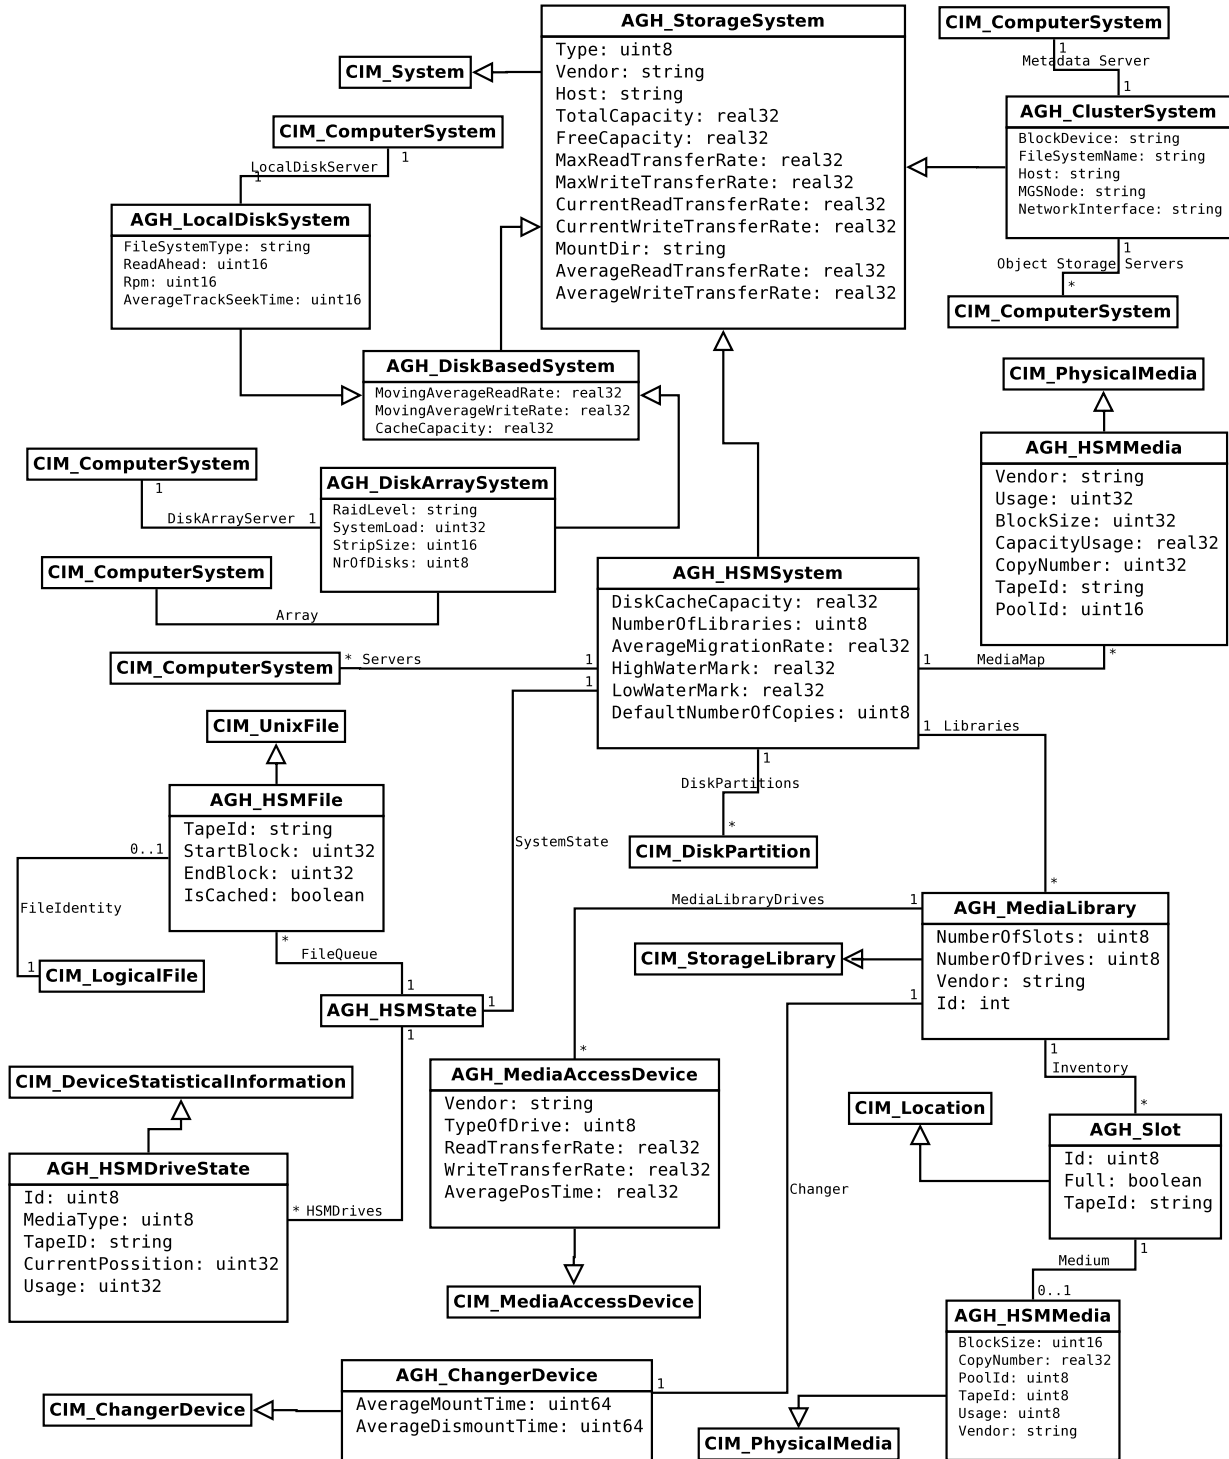 AGH_StorageSystem
Type: uint8
Vendor: string
Host: string
TotalCapacity: real32
FreeCapacity: real32
MaxReadTransferRate: real32
MaxWriteTransferRate: real32
CurrentReadTransferRate: real32
CurrentWriteTransferRate: real32
MountDir: string
AverageReadTransferRate: real32
AverageWriteTransferRate: real32
CIM_System
CIM_ComputerSystem
1
Metadata Server
1
AGH_ClusterSystem
BlockDevice: string
FileSystemName: string
Host: string
MGSNode: string
NetworkInterface: string
1
Object Storage Servers
*
CIM_ComputerSystem
CIM_ComputerSystem
1
LocalDiskServer
1
AGH_LocalDiskSystem
FileSystemType: string
ReadAhead: uint16
Rpm: uint16
AverageTrackSeekTime: uint16
AGH_DiskBasedSystem
MovingAverageReadRate: real32
MovingAverageWriteRate: real32
CacheCapacity: real32
CIM_PhysicalMedia
AGH_HSMMedia
Vendor: string
Usage: uint32
BlockSize: uint32
CapacityUsage: real32
CopyNumber: uint32
TapeId: string
PoolId: uint16
*
CIM_ComputerSystem
1
DiskArrayServer 1
AGH_DiskArraySystem
RaidLevel: string
SystemLoad: uint32
StripSize: uint16
NrOfDisks: uint8
CIM_ComputerSystem
Array
AGH_HSMSystem
DiskCacheCapacity: real32
NumberOfLibraries: uint8
AverageMigrationRate: real32
HighWaterMark: real32
LowWaterMark: real32
DefaultNumberOfCopies: uint8
CIM_ComputerSystem
* Servers
1
1
1 MediaMap
1 Libraries
1
DiskPartitions
*
CIM_DiskPartition
CIM_UnixFile
AGH_HSMFile
TapeId: string
StartBlock: uint32
EndBlock: uint32
IsCached: boolean
0..1
FileIdentity
1
CIM_LogicalFile
*
FileQueue
1
SystemState
AGH_HSMState
1
1
*
MediaLibraryDrives
1
AGH_MediaLibrary
NumberOfSlots: uint8
NumberOfDrives: uint8
Vendor: string
Id: int
CIM_StorageLibrary
1
*
1
Inventory
*
CIM_DeviceStatisticalInformation
AGH_HSMDriveState
Id: uint8
MediaType: uint8
TapeID: string
CurrentPossition: uint32
Usage: uint32
* HSMDrives
AGH_MediaAccessDevice
Vendor: string
TypeOfDrive: uint8
ReadTransferRate: real32
WriteTransferRate: real32
AveragePosTime: real32
CIM_MediaAccessDevice
Changer
CIM_Location
AGH_Slot
Id: uint8
Full: boolean
TapeId: string
1
Medium
0..1
AGH_HSMMedia
BlockSize: uint16
CopyNumber: real32
PoolId: uint8
TapeId: uint8
Usage: uint8
Vendor: string
CIM_PhysicalMedia
AGH_ChangerDevice
AverageMountTime: uint64
AverageDismountTime: uint64
1
CIM_ChangerDevice